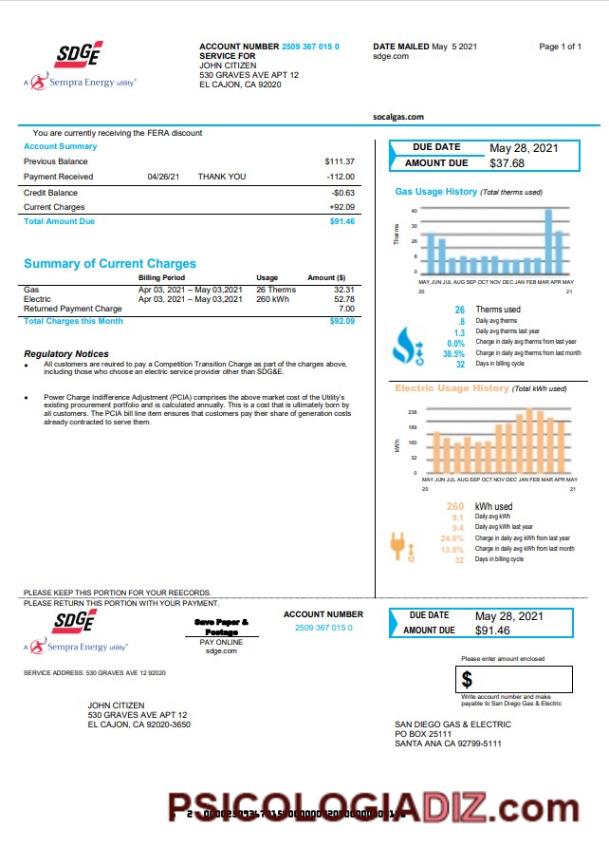 SDGE
A Sempra Energy utility®
ACCOUNT NUMBER 2509 367 015 0
SERVICE FOR
JOHN CITIZEN
530 GRAVES AVE APT 12
EL CAJON, CA 92020
DATE MAILED May 5 2021
sdge.com
Page 1 of 1
socalgas.com
You are currently receiving the FERA discount
Account Summary
Previous Balance $111.37
Payment Received 04/26/21 THANK YOU -112.00
Credit Balance -$0.63
Current Charges +92.09
Total Amount Due $91.46
DUE DATE May 28, 2021
AMOUNT DUE $37.68
Gas Usage History (Total therms used)
Therms
40
30
26
8
0
MAY JUN JUL AUG SEP OCT NOV DEC JAN FEB MAR APR MAY
20 21
26 Therms used
.8 Daily avg therms
1.3 Daily avg therms last year
0.0% Charge in daily avg therms from last year
38.5% Charge in daily avg therms from last month
32 Days in billing cycle
Summary of Current Charges
Billing Period Usage Amount ($)
Gas Apr 03, 2021 – May 03,2021 26 Therms 32.31
Electric Apr 03, 2021 – May 03,2021 260 kWh 52.78
Returned Payment Charge 7.00
Total Charges this Month $92.09
Regulatory Notices
• All customers are reuired to pay a Competition Transition Charge as part of the charges above,
including those who choose an electric service provider other than SDG&E.
• Power Charge Indifference Adjustment (PCIA) comprises the above market cost of the Utility's
existing procurement portfolio and is calculated annually. This is a cost that is ultimately born by
all customers. The PCIA bill line item ensures that customers pay their share of generation costs
already contracted to serve them.
Electric Usage History (Total kWh used)
kWh
238
189
180
32
0
MAY JUN JUL AUG SEP OCT NOV DEC JAN FEB MAR APR MAY
20 21
260 kWh used
8.1 Daily avg kWh
9.4 Daily avg kWh last year
24.6% Charge in daily avg kWh from last year
13.8% Charge in daily avg kWh from last month
32 Days in billing cycle
PLEASE KEEP THIS PORTION FOR YOUR REECORDS.
PLEASE RETURN THIS PORTION WITH YOUR PAYMENT.
SDGE
A Sempra Energy utility®
Save Paper &
Postage
PAY ONLINE
sdge.com
ACCOUNT NUMBER
2509 367 015 0
DUE DATE May 28, 2021
AMOUNT DUE $91.46
SERVICE ADDRESS: 530 GRAVES AVE 12 92020
Please enter amount enclosed
$
Write account number and make
payable to San Diego Gas & Electric
JOHN CITIZEN
530 GRAVES AVE APT 12
EL CAJON, CA 92020-3650
SAN DIEGO GAS & ELECTRIC
PO BOX 25111
SANTA ANA CA 92799-5111
PSICOLOGIADIZ.com